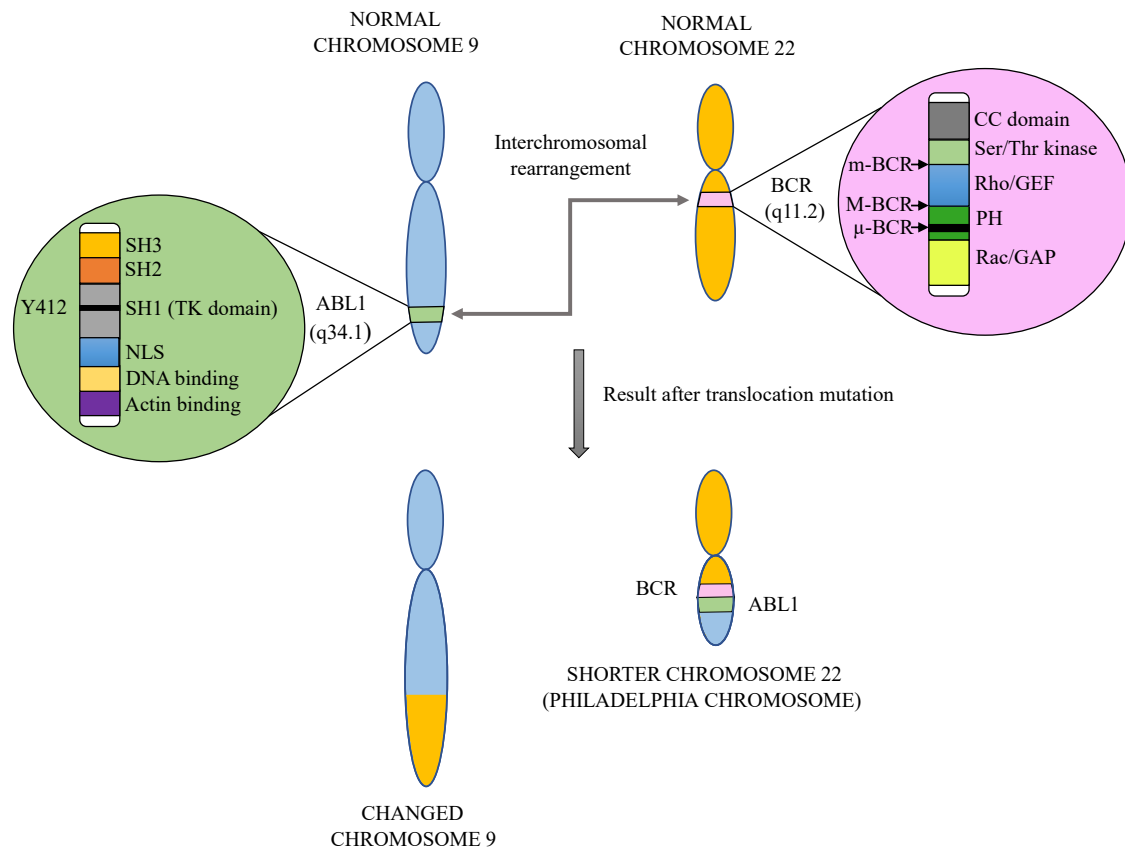 NORMAL
CHROMOSOME 9
NORMAL
CHROMOSOME 22
Interchromosomal
rearrangement
BCR
(q11.2)
CC domain
Ser/Thr kinase
m-BCR
Rho/GEF
M-BCR
PH
µ-BCR
Rac/GAP
SH3
SH2
Y412
SH1 (TK domain)
NLS
DNA binding
Actin binding
ABL1
(q34.1)
Result after translocation mutation
BCR
ABL1
SHORTER CHROMOSOME 22
(PHILADELPHIA CHROMOSOME)
CHANGED
CHROMOSOME 9